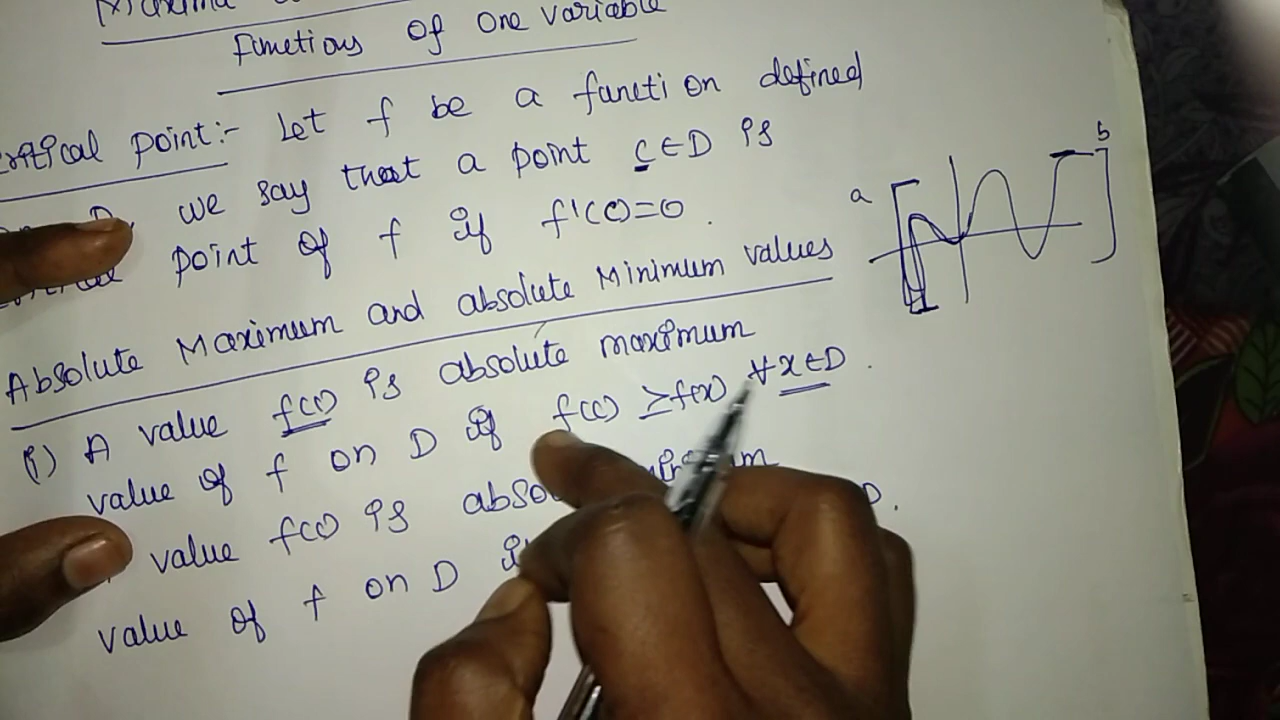 Functions of one variable
Critical point:- Let f be a function defined
D, we say that a point c∈D is
point of f if f'(c)=0.
Absolute Maximum and absolute Minimum values
(i) A value f(c) is absolute maximum
value of f on D if f(c) ≥f(x) ∀x∈D.
value f(c) is
value of f on D
a
b